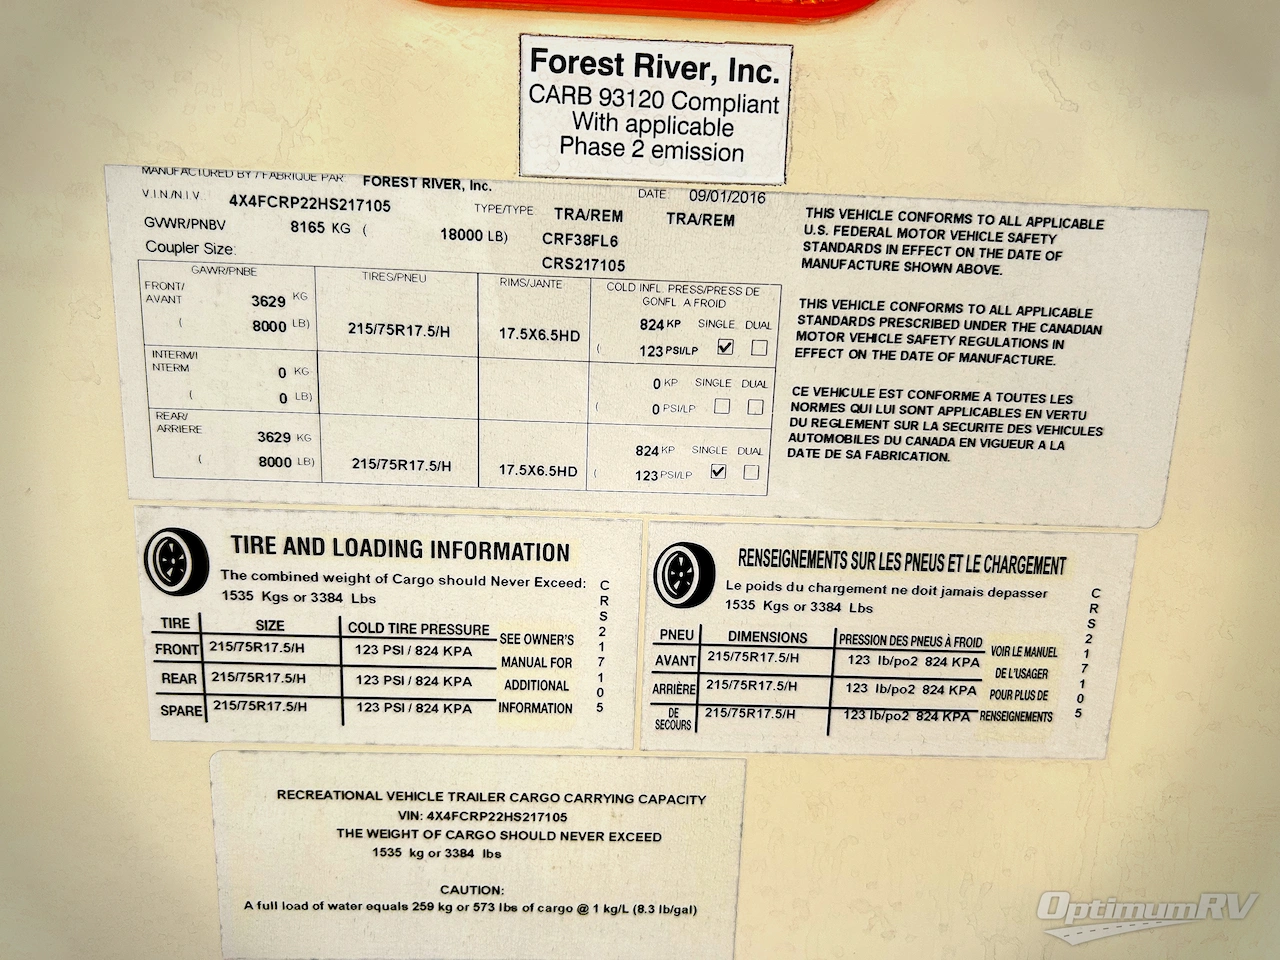 Forest River, Inc.
CARB 93120 Compliant
With applicable
Phase 2 emission
MANUFACTURED BY / FABRIQUE PAR: FOREST RIVER, Inc.
DATE: 09/01/2016
V.I.N./N.I.V. 4X4FCRP22HS217105
TYPE/TYPE TRA/REM TRA/REM
GVWR/PNBV 8165 KG ( 18000 LB) CRF38FL6
Coupler Size: CRS217105
GAWR/PNBE TIRES/PNEU RIMS/JANTE COLD INFL. PRESS/PRESS DE
GONFL A FROID
FRONT/
AVANT 3629 KG
( 8000 LB) 215/75R17.5/H 17.5X6.5HD
824 KP SINGLE DUAL
( 123 PSI/LP
INTERM/I
NTERM 0 KG
( 0 LB)
0 KP SINGLE DUAL
( 0 PSI/LP
REAR/
ARRIERE 3629 KG
( 8000 LB) 215/75R17.5/H 17.5X6.5HD
824 KP SINGLE DUAL
( 123 PSI/LP
THIS VEHICLE CONFORMS TO ALL APPLICABLE
U.S. FEDERAL MOTOR VEHICLE SAFETY
STANDARDS IN EFFECT ON THE DATE OF
MANUFACTURE SHOWN ABOVE.
THIS VEHICLE CONFORMS TO ALL APPLICABLE
STANDARDS PRESCRIBED UNDER THE CANADIAN
MOTOR VEHICLE SAFETY REGULATIONS IN
EFFECT ON THE DATE OF MANUFACTURE.
CE VEHICULE EST CONFORME A TOUTES LES
NORMES QUI LUI SONT APPLICABLES EN VERTU
DU REGLEMENT SUR LA SECURITE DES VEHICULES
AUTOMOBILES DU CANADA EN VIGUEUR A LA
DATE DE SA FABRICATION.
TIRE AND LOADING INFORMATION
The combined weight of Cargo should Never Exceed:
1535 Kgs or 3384 Lbs
TIRE SIZE COLD TIRE PRESSURE
FRONT 215/75R17.5/H 123 PSI / 824 KPA
REAR 215/75R17.5/H 123 PSI / 824 KPA
SPARE 215/75R17.5/H 123 PSI / 824 KPA
SEE OWNER'S
MANUAL FOR
ADDITIONAL
INFORMATION
CRS217105
RENSEIGNEMENTS SUR LES PNEUS ET LE CHARGEMENT
Le poids du chargement ne doit jamais depasser
1535 Kgs or 3384 Lbs
PNEU DIMENSIONS PRESSION DES PNEUS À FROID
AVANT 215/75R17.5/H 123 lb/po2 824 KPA
ARRIÈRE 215/75R17.5/H 123 lb/po2 824 KPA
DE
SECOURS 215/75R17.5/H 123 lb/po2 824 KPA
VOIR LE MANUEL
DE L'USAGER
POUR PLUS DE
RENSEIGNEMENTS
CRS217105
RECREATIONAL VEHICLE TRAILER CARGO CARRYING CAPACITY
VIN: 4X4FCRP22HS217105
THE WEIGHT OF CARGO SHOULD NEVER EXCEED
1535 kg or 3384 lbs
CAUTION:
A full load of water equals 259 kg or 573 lbs of cargo @ 1 kg/L (8.3 lb/gal)
OptimumRV